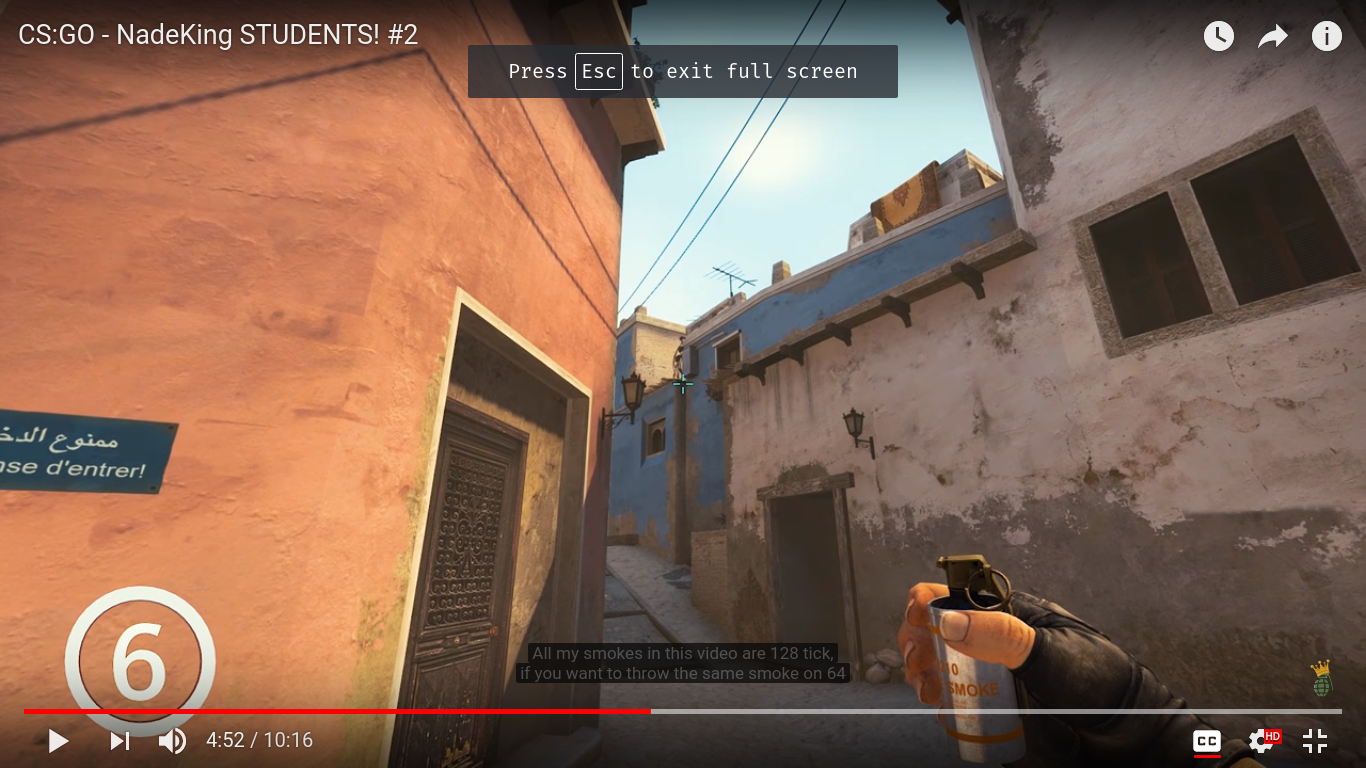 CS:GO - NadeKing STUDENTS! #2
Press Esc to exit full screen
ممنوع
d'entrer!
6
SMOKE
All my smokes in this video are 128 tick,
if you want to throw the same smoke on 64
4:52 / 10:16
CC
HD